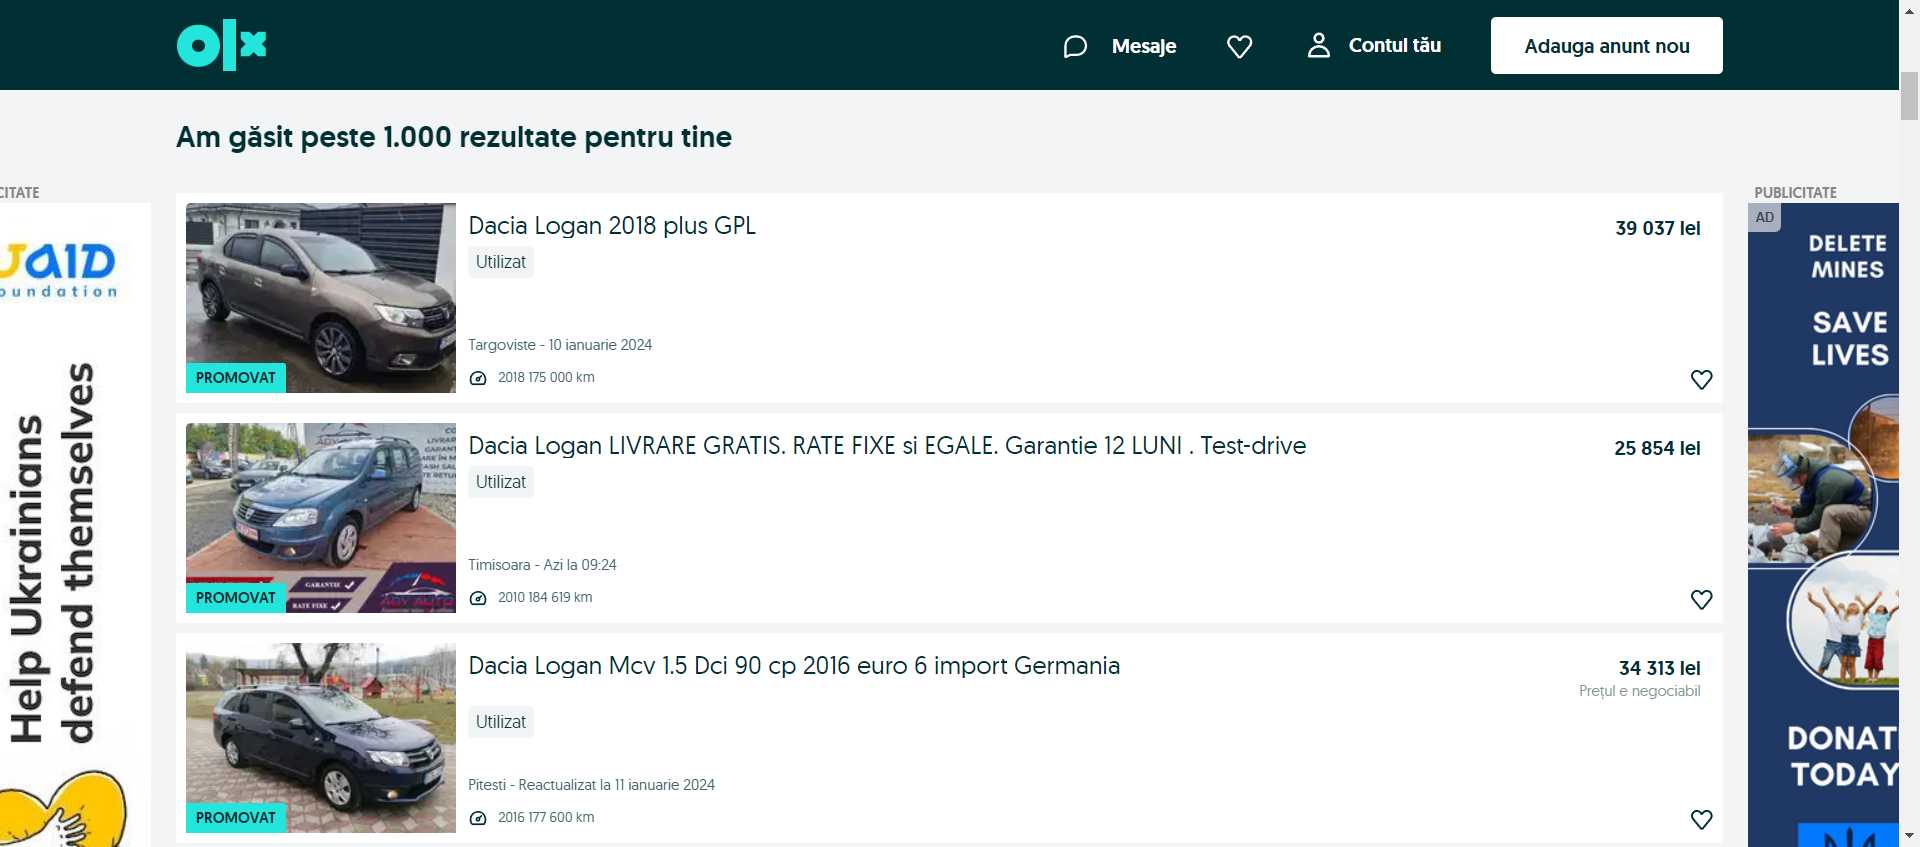 olx
Mesaje
Contul tău
Adauga anunt nou
Am găsit peste 1.000 rezultate pentru tine
CITATE
UAID
oundation
Help Ukrainians
defend themselves
Dacia Logan 2018 plus GPL
39 037 lei
Utilizat
Targoviste - 10 ianuarie 2024
2018 175 000 km
PROMOVAT
Dacia Logan LIVRARE GRATIS. RATE FIXE si EGALE. Garantie 12 LUNI . Test-drive
25 854 lei
Utilizat
Timisoara - Azi la 09:24
2010 184 619 km
GARANTIE
RATE FIXE
ADY AUTO
PROMOVAT
Dacia Logan Mcv 1.5 Dci 90 cp 2016 euro 6 import Germania
34 313 lei
Prețul e negociabil
Utilizat
Pitesti - Reactualizat la 11 ianuarie 2024
2016 177 600 km
PROMOVAT
PUBLICITATE
AD
DELETE
MINES
SAVE
LIVES
DONAT
TODAY